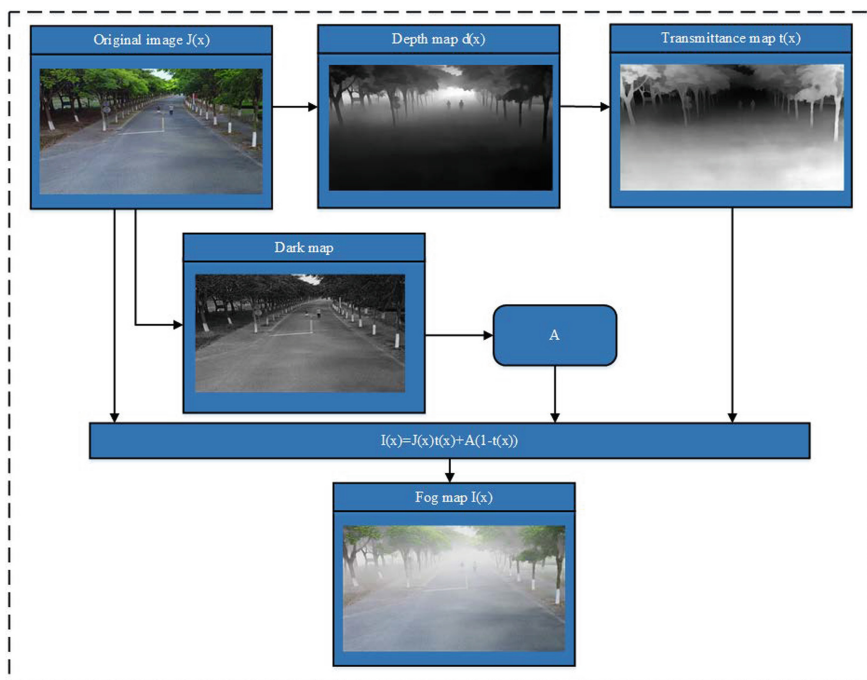 Original image J(x)
Depth map d(x)
Transmittance map t(x)
Dark map
A
I(x)=J(x)t(x)+A(1-t(x))
Fog map I(x)